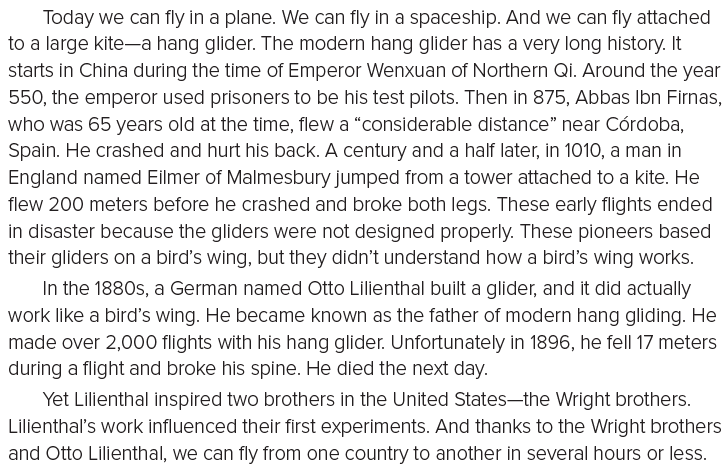 Today we can fly in a plane. We can fly in a spaceship. And we can fly attached
to a large kite—a hang glider. The modern hang glider has a very long history. It
starts in China during the time of Emperor Wenxuan of Northern Qi. Around the year
550, the emperor used prisoners to be his test pilots. Then in 875, Abbas Ibn Firnas,
who was 65 years old at the time, flew a “considerable distance” near Córdoba,
Spain. He crashed and hurt his back. A century and a half later, in 1010, a man in
England named Eilmer of Malmesbury jumped from a tower attached to a kite. He
flew 200 meters before he crashed and broke both legs. These early flights ended
in disaster because the gliders were not designed properly. These pioneers based
their gliders on a bird’s wing, but they didn’t understand how a bird’s wing works.
In the 1880s, a German named Otto Lilienthal built a glider, and it did actually
work like a bird’s wing. He became known as the father of modern hang gliding. He
made over 2,000 flights with his hang glider. Unfortunately in 1896, he fell 17 meters
during a flight and broke his spine. He died the next day.
Yet Lilienthal inspired two brothers in the United States—the Wright brothers.
Lilienthal’s work influenced their first experiments. And thanks to the Wright brothers
and Otto Lilienthal, we can fly from one country to another in several hours or less.